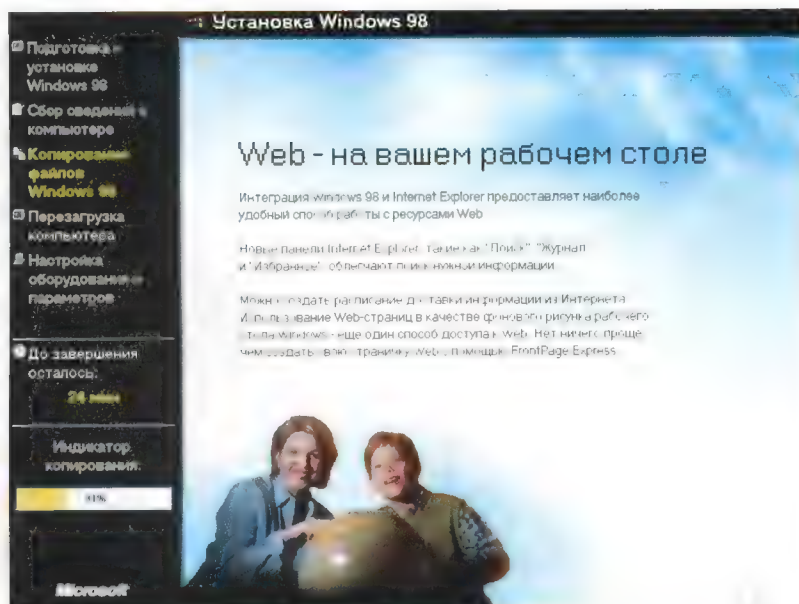 Установка Windows 98
Подготовка к
установке
Windows 98
Сбор сведений о
компьютере
Копирование
файлов
Windows 98
Перезагрузка
компьютера
Настройка
оборудования и
параметров
До завершения
осталось:
24 мин
Индикатор
копирования:
31%
Microsoft
Web - на вашем рабочем столе
Интеграция Windows 98 и Internet Explorer предоставляет наиболее
удобный способ работы с ресурсами Web
Новые панели Internet Explorer, такие как "Поиск", "Журнал"
и "Избранное", облегчают поиск нужной информации
Можно создать расписание доставки информации из Интернета
Использование Web-страниц в качестве фонового рисунка рабочего
стола Windows - еще один способ доступа к Web. Нет ничего проще
чем создать свою страничку Web с помощью FrontPage Express